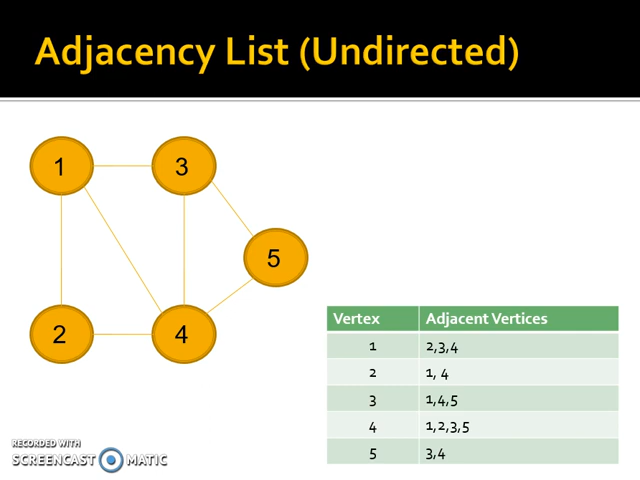 Adjacency List (Undirected)
1
3
5
2
4
Vertex Adjacent Vertices
1 2,3,4
2 1, 4
3 1,4,5
4 1,2,3,5
5 3,4
RECORDED WITH
SCREENCAST MATIC